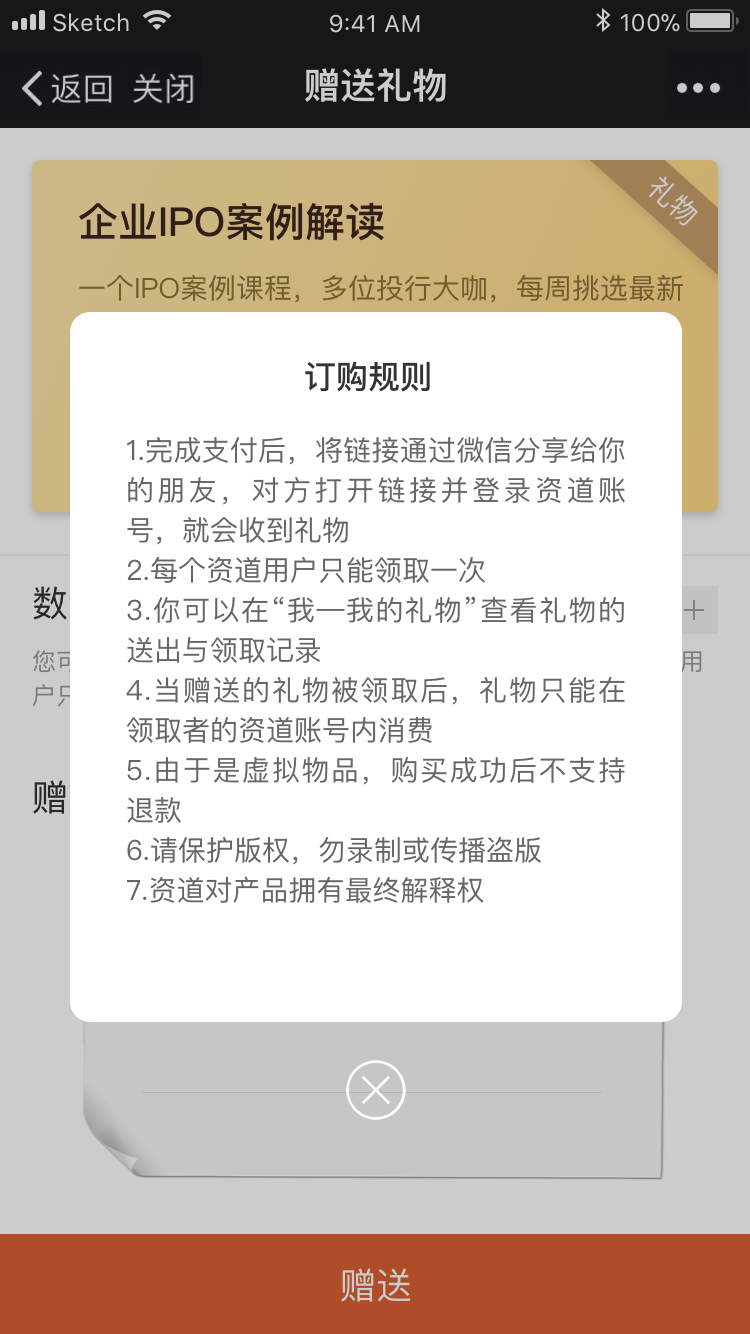 Sketch 9:41 AM 100%
返回 关闭 赠送礼物
礼物
企业IPO案例解读
一个IPO案例课程，多位投行大咖，每周挑选最新
订购规则
1.完成支付后，将链接通过微信分享给你
的朋友，对方打开链接并登录资道账
号，就会收到礼物
2.每个资道用户只能领取一次
3.你可以在“我—我的礼物”查看礼物的
送出与领取记录
4.当赠送的礼物被领取后，礼物只能在
领取者的资道账号内消费
5.由于是虚拟物品，购买成功后不支持
退款
6.请保护版权，勿录制或传播盗版
7.资道对产品拥有最终解释权
数
您 用
户只
赠
赠送